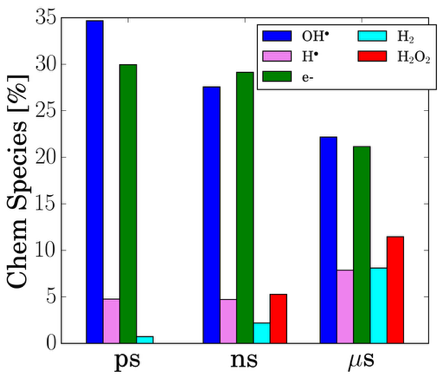 Chem Species [%]
35
30
25
20
15
10
5
0
OH•
H•
e-
H₂
H₂O₂
ps
ns
μs